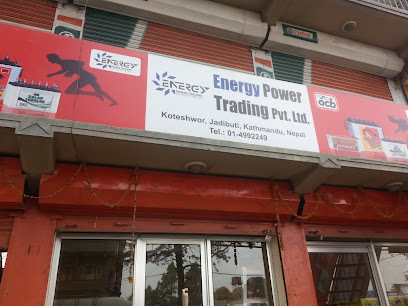 ENERGY
ENERGY
Energy Power
Trading Pvt. Ltd.
Koteshwor, Jadibuti, Kathmandu, Nepal
Tel.: 01-4992249
acb